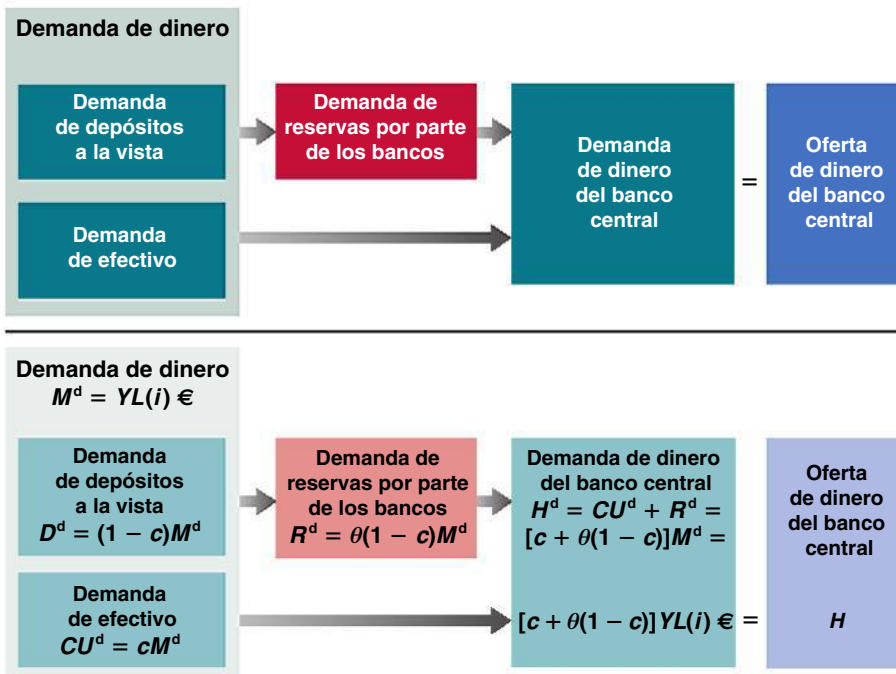 Demanda de dinero
Demanda
de depósitos
a la vista
Demanda de
reservas por parte
de los bancos
Demanda
de dinero
del banco
central
=
Oferta
de dinero
del banco
central
Demanda
de efectivo
Demanda de dinero
Mᵈ = YL(i) €
Demanda
de depósitos
a la vista
Dᵈ = (1 − c)Mᵈ
Demanda de
reservas por parte
de los bancos
Rᵈ = θ(1 − c)Mᵈ
Demanda de dinero
del banco central
Hᵈ = CUᵈ + Rᵈ =
[c + θ(1 − c)]Mᵈ =
Oferta
de dinero
del banco
central
Demanda
de efectivo
CUᵈ = cMᵈ
[c + θ(1 − c)]YL(i) € =
H